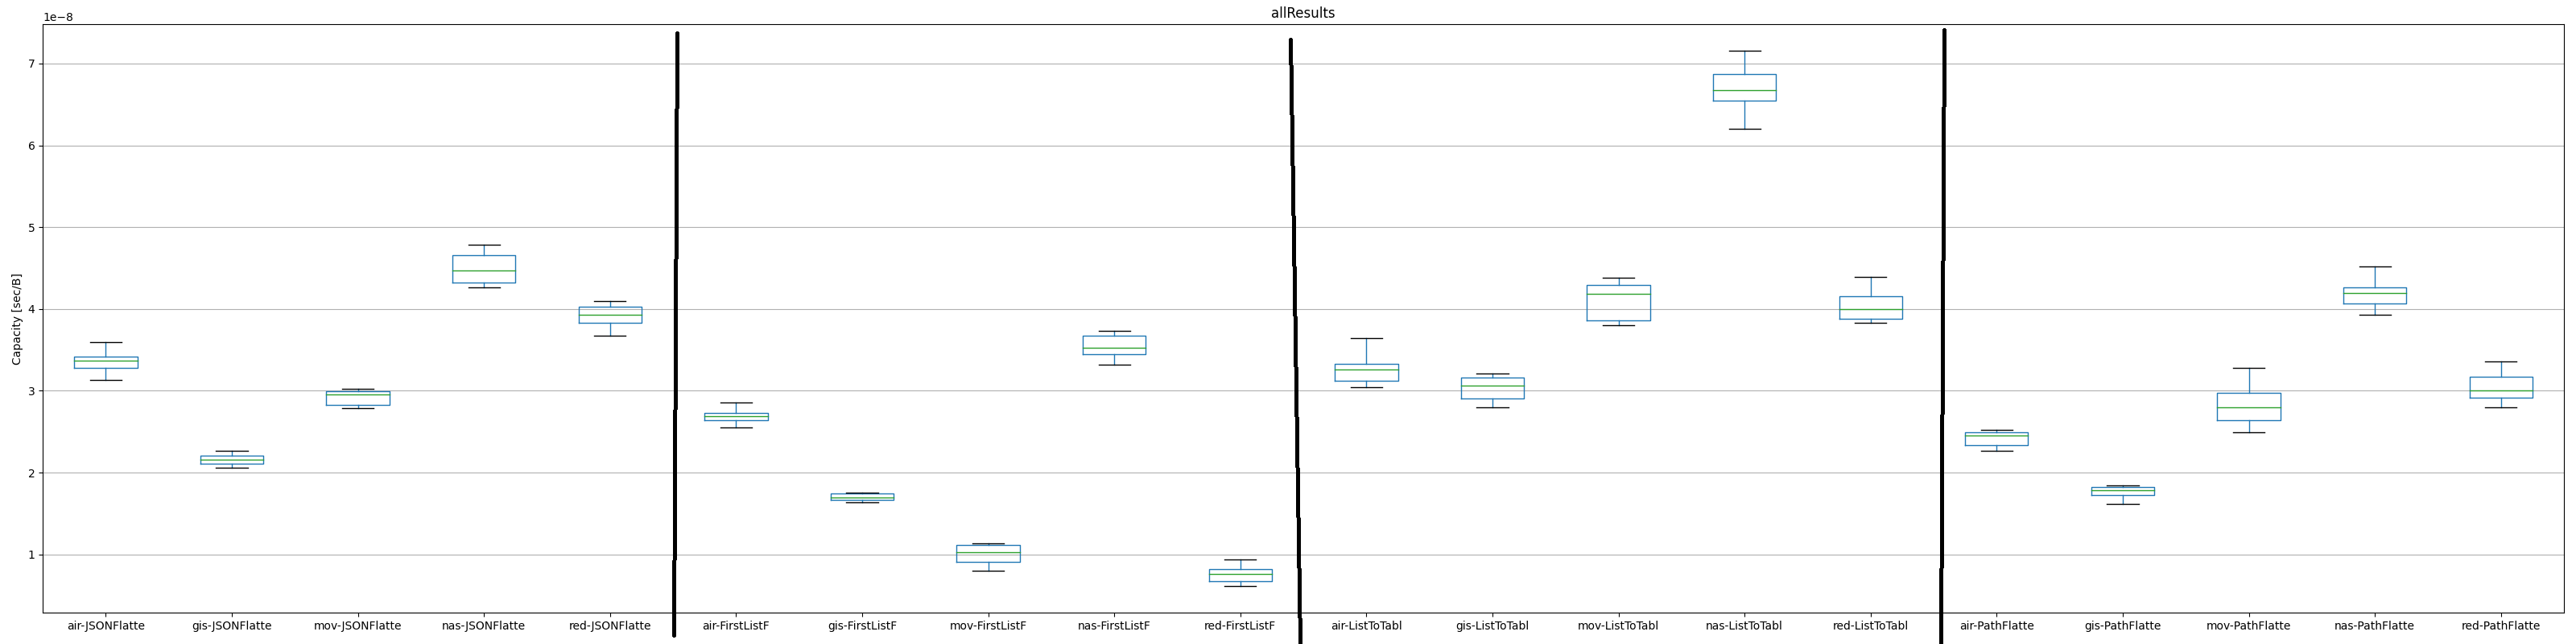 allResults
1e−8
7
6
5
4
3
2
1
Capacity [sec/B]
air-JSONFlatte gis-JSONFlatte mov-JSONFlatte nas-JSONFlatte red-JSONFlatte air-FirstListF gis-FirstListF mov-FirstListF nas-FirstListF red-FirstListF air-ListToTabl gis-ListToTabl mov-ListToTabl nas-ListToTabl red-ListToTabl air-PathFlatte gis-PathFlatte mov-PathFlatte nas-PathFlatte red-PathFlatte